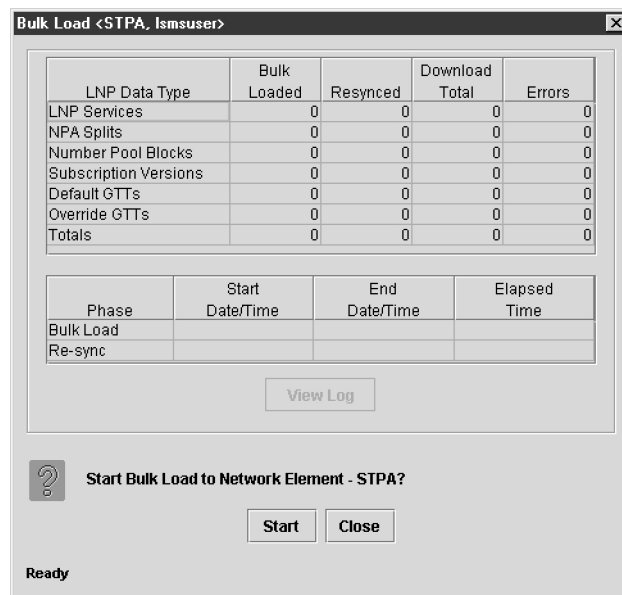 Bulk Load <STPA, lsmsuser>
LNP Data Type Bulk Loaded Resynced Download Total Errors
LNP Services 0 0 0 0
NPA Splits 0 0 0 0
Number Pool Blocks 0 0 0 0
Subscription Versions 0 0 0 0
Default GTTs 0 0 0 0
Override GTTs 0 0 0 0
Totals 0 0 0 0
Phase Start Date/Time End Date/Time Elapsed Time
Bulk Load
Re-sync
View Log
Start Bulk Load to Network Element - STPA?
Start Close
Ready